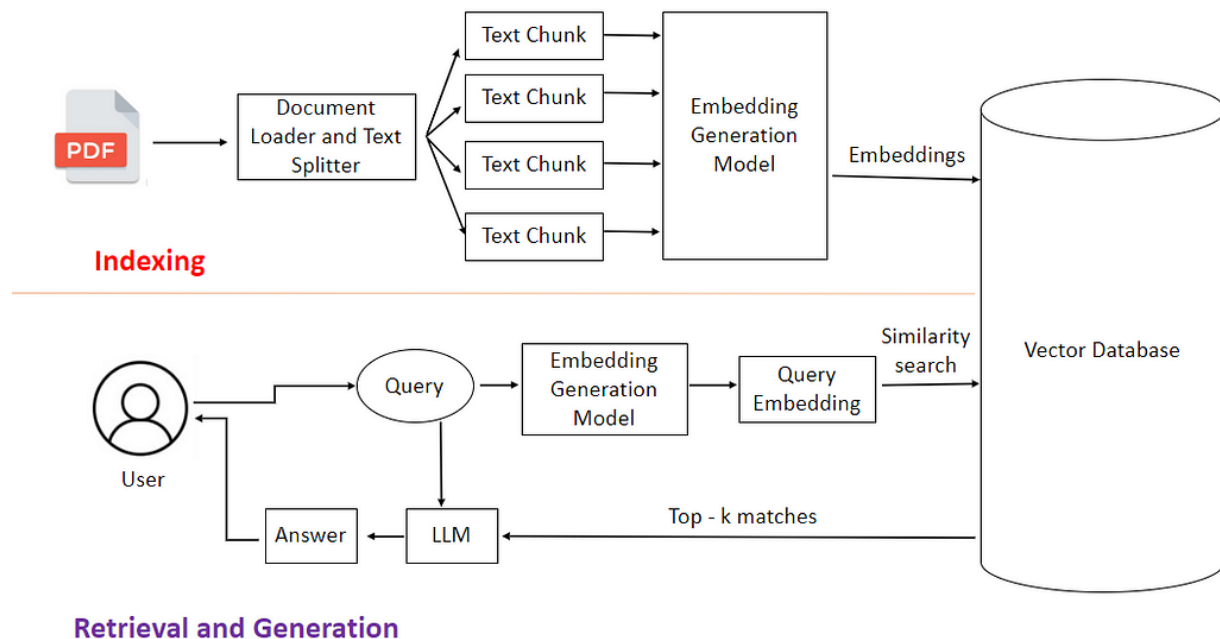 PDF
Document
Loader and Text
Splitter
Text Chunk
Text Chunk
Text Chunk
Text Chunk
Embedding
Generation
Model
Embeddings
Indexing
Vector Database
User
Query
Embedding
Generation
Model
Query
Embedding
Similarity
search
Top - k matches
LLM
Answer
Retrieval and Generation